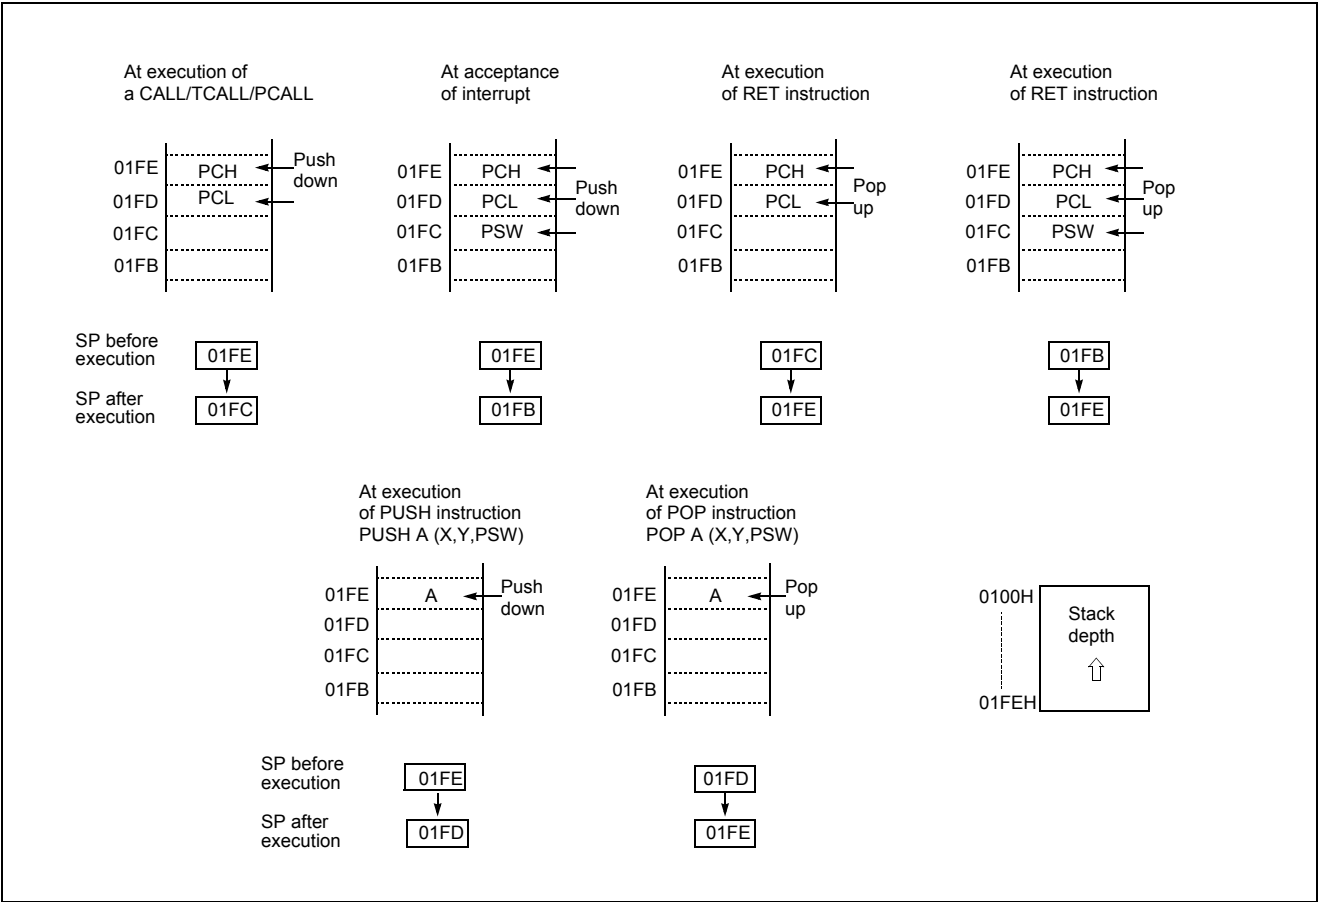 At execution of
a CALL/TCALL/PCALL
01FE PCH Push
down
01FD PCL
01FC
01FB
SP before
execution
01FE
SP after
execution
01FC
At acceptance
of interrupt
01FE PCH
01FD PCL Push
down
01FC PSW
01FB
01FE
01FB
At execution
of RET instruction
01FE PCH
01FD PCL Pop
up
01FC
01FB
01FC
01FE
At execution
of RET instruction
01FE PCH
01FD PCL Pop
up
01FC PSW
01FB
01FB
01FE
At execution
of PUSH instruction
PUSH A (X,Y,PSW)
01FE A Push
down
01FD
01FC
01FB
SP before
execution
01FE
SP after
execution
01FD
At execution
of POP instruction
POP A (X,Y,PSW)
01FE A Pop
up
01FD
01FC
01FB
01FD
01FE
0100H
Stack
depth
01FEH